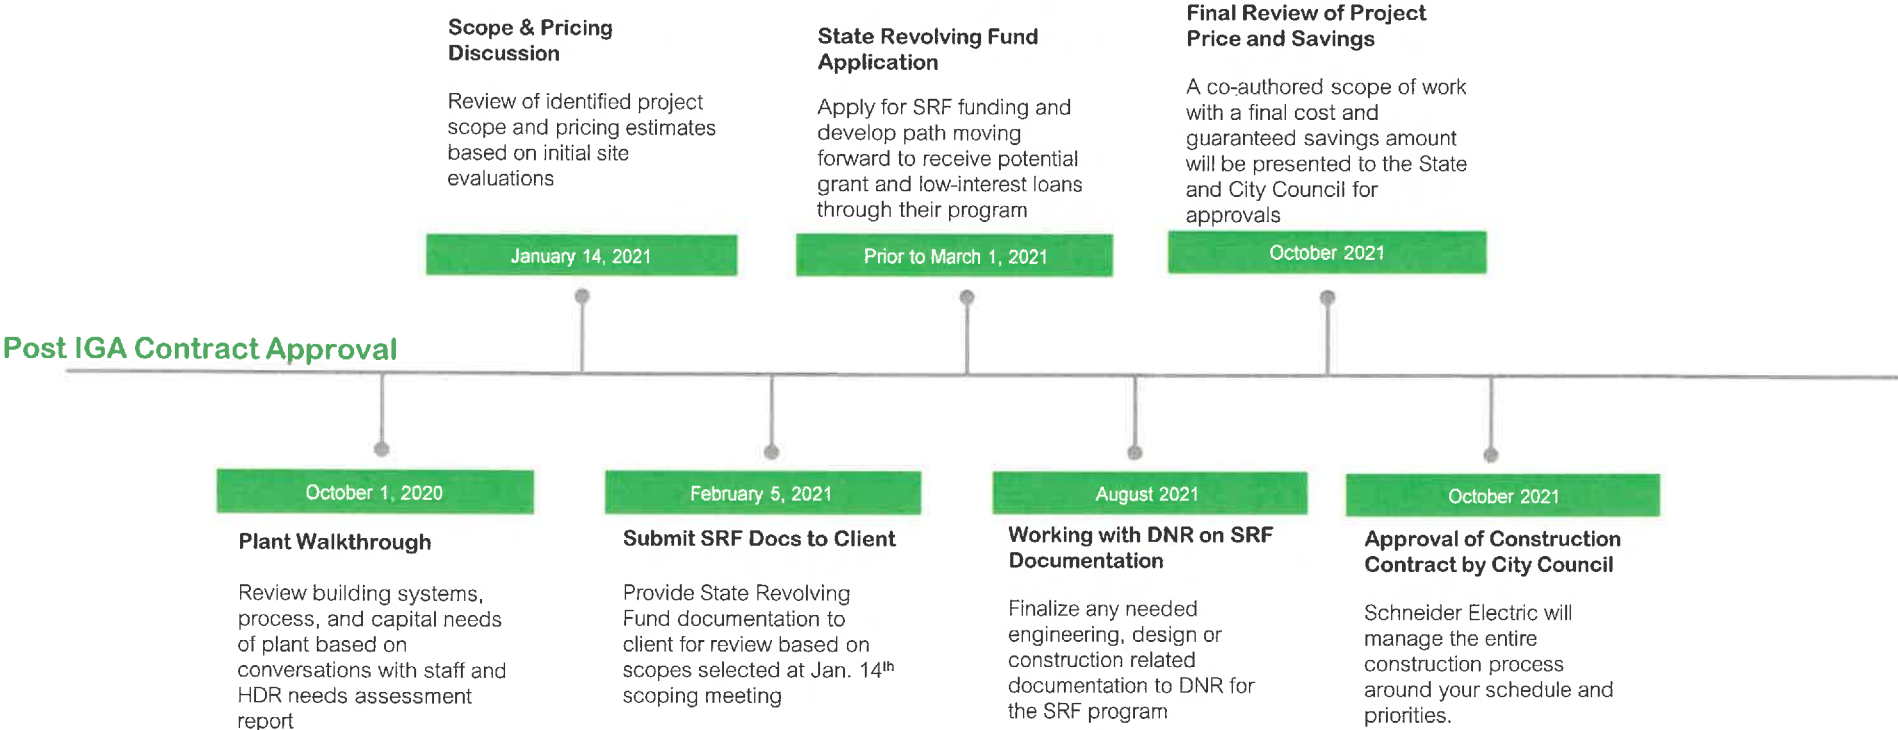 Scope & Pricing
Discussion
Review of identified project
scope and pricing estimates
based on initial site
evaluations
January 14, 2021
State Revolving Fund
Application
Apply for SRF funding and
develop path moving
forward to receive potential
grant and low-interest loans
through their program
Prior to March 1, 2021
Final Review of Project
Price and Savings
A co-authored scope of work
with a final cost and
guaranteed savings amount
will be presented to the State
and City Council for
approvals
October 2021
Post IGA Contract Approval
October 1, 2020
Plant Walkthrough
Review building systems,
process, and capital needs
of plant based on
conversations with staff and
HDR needs assessment
report
February 5, 2021
Submit SRF Docs to Client
Provide State Revolving
Fund documentation to
client for review based on
scopes selected at Jan. 14th
scoping meeting
August 2021
Working with DNR on SRF
Documentation
Finalize any needed
engineering, design or
construction related
documentation to DNR for
the SRF program
October 2021
Approval of Construction
Contract by City Council
Schneider Electric will
manage the entire
construction process
around your schedule and
priorities.